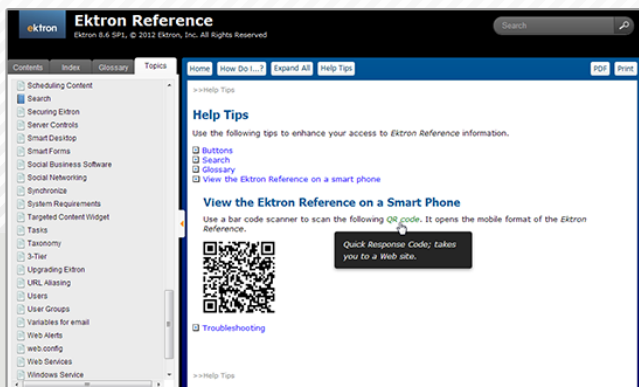 ektron
Ektron Reference
Ektron 8.6 SP1, © 2012 Ektron, Inc. All Rights Reserved
Search
Contents Index Glossary Topics
Home How Do I...? Expand All Help Tips PDF Print
Scheduling Content
Search
Securing Ektron
Server Controls
SmartDesktop
Smart Forms
Social Business Software
Social Networking
Synchronize
System Requirements
Targeted Content Widget
Tasks
Taxonomy
3-Tier
Upgrading Ektron
URL Aliasing
Users
User Groups
Variables for email
Web Alerts
web.config
Web Services
Windows Service
>>Help Tips
Help Tips
Use the following tips to enhance your access to Ektron Reference information.
Buttons
Search
Glossary
View the Ektron Reference on a smart phone
View the Ektron Reference on a Smart Phone
Use a bar code scanner to scan the following QR code. It opens the mobile format of the Ektron
Reference.
Quick Response Code; takes
you to a Web site.
Troubleshooting
>>Help Tips